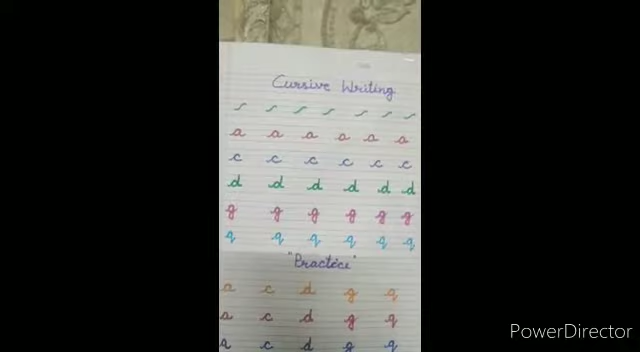 Cursive Writing
a a a a a a
c c c c c c
d d d d d d
g g g g g g
q q q q q q
"Practice"
a c d g q
a c d g q
a c d g q
PowerDirector